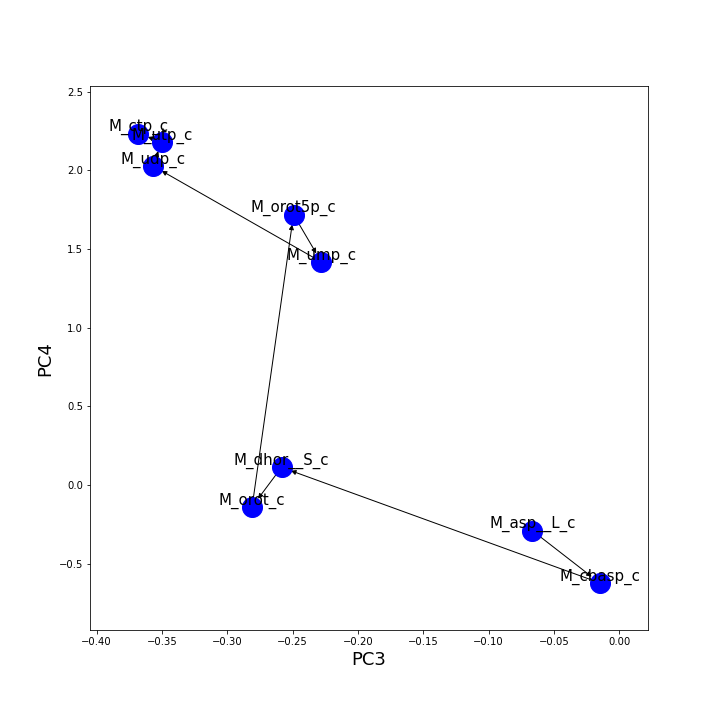 2.5
2.0
1.5
1.0
0.5
0.0
−0.5
PC4
M_ctp_c
M_utp_c
M_udp_c
M_orot5p_c
M_ump_c
M_dhor__S_c
M_orot_c
M_asp__L_c
M_cbasp_c
−0.40 −0.35 −0.30 −0.25 −0.20 −0.15 −0.10 −0.05 0.00
PC3